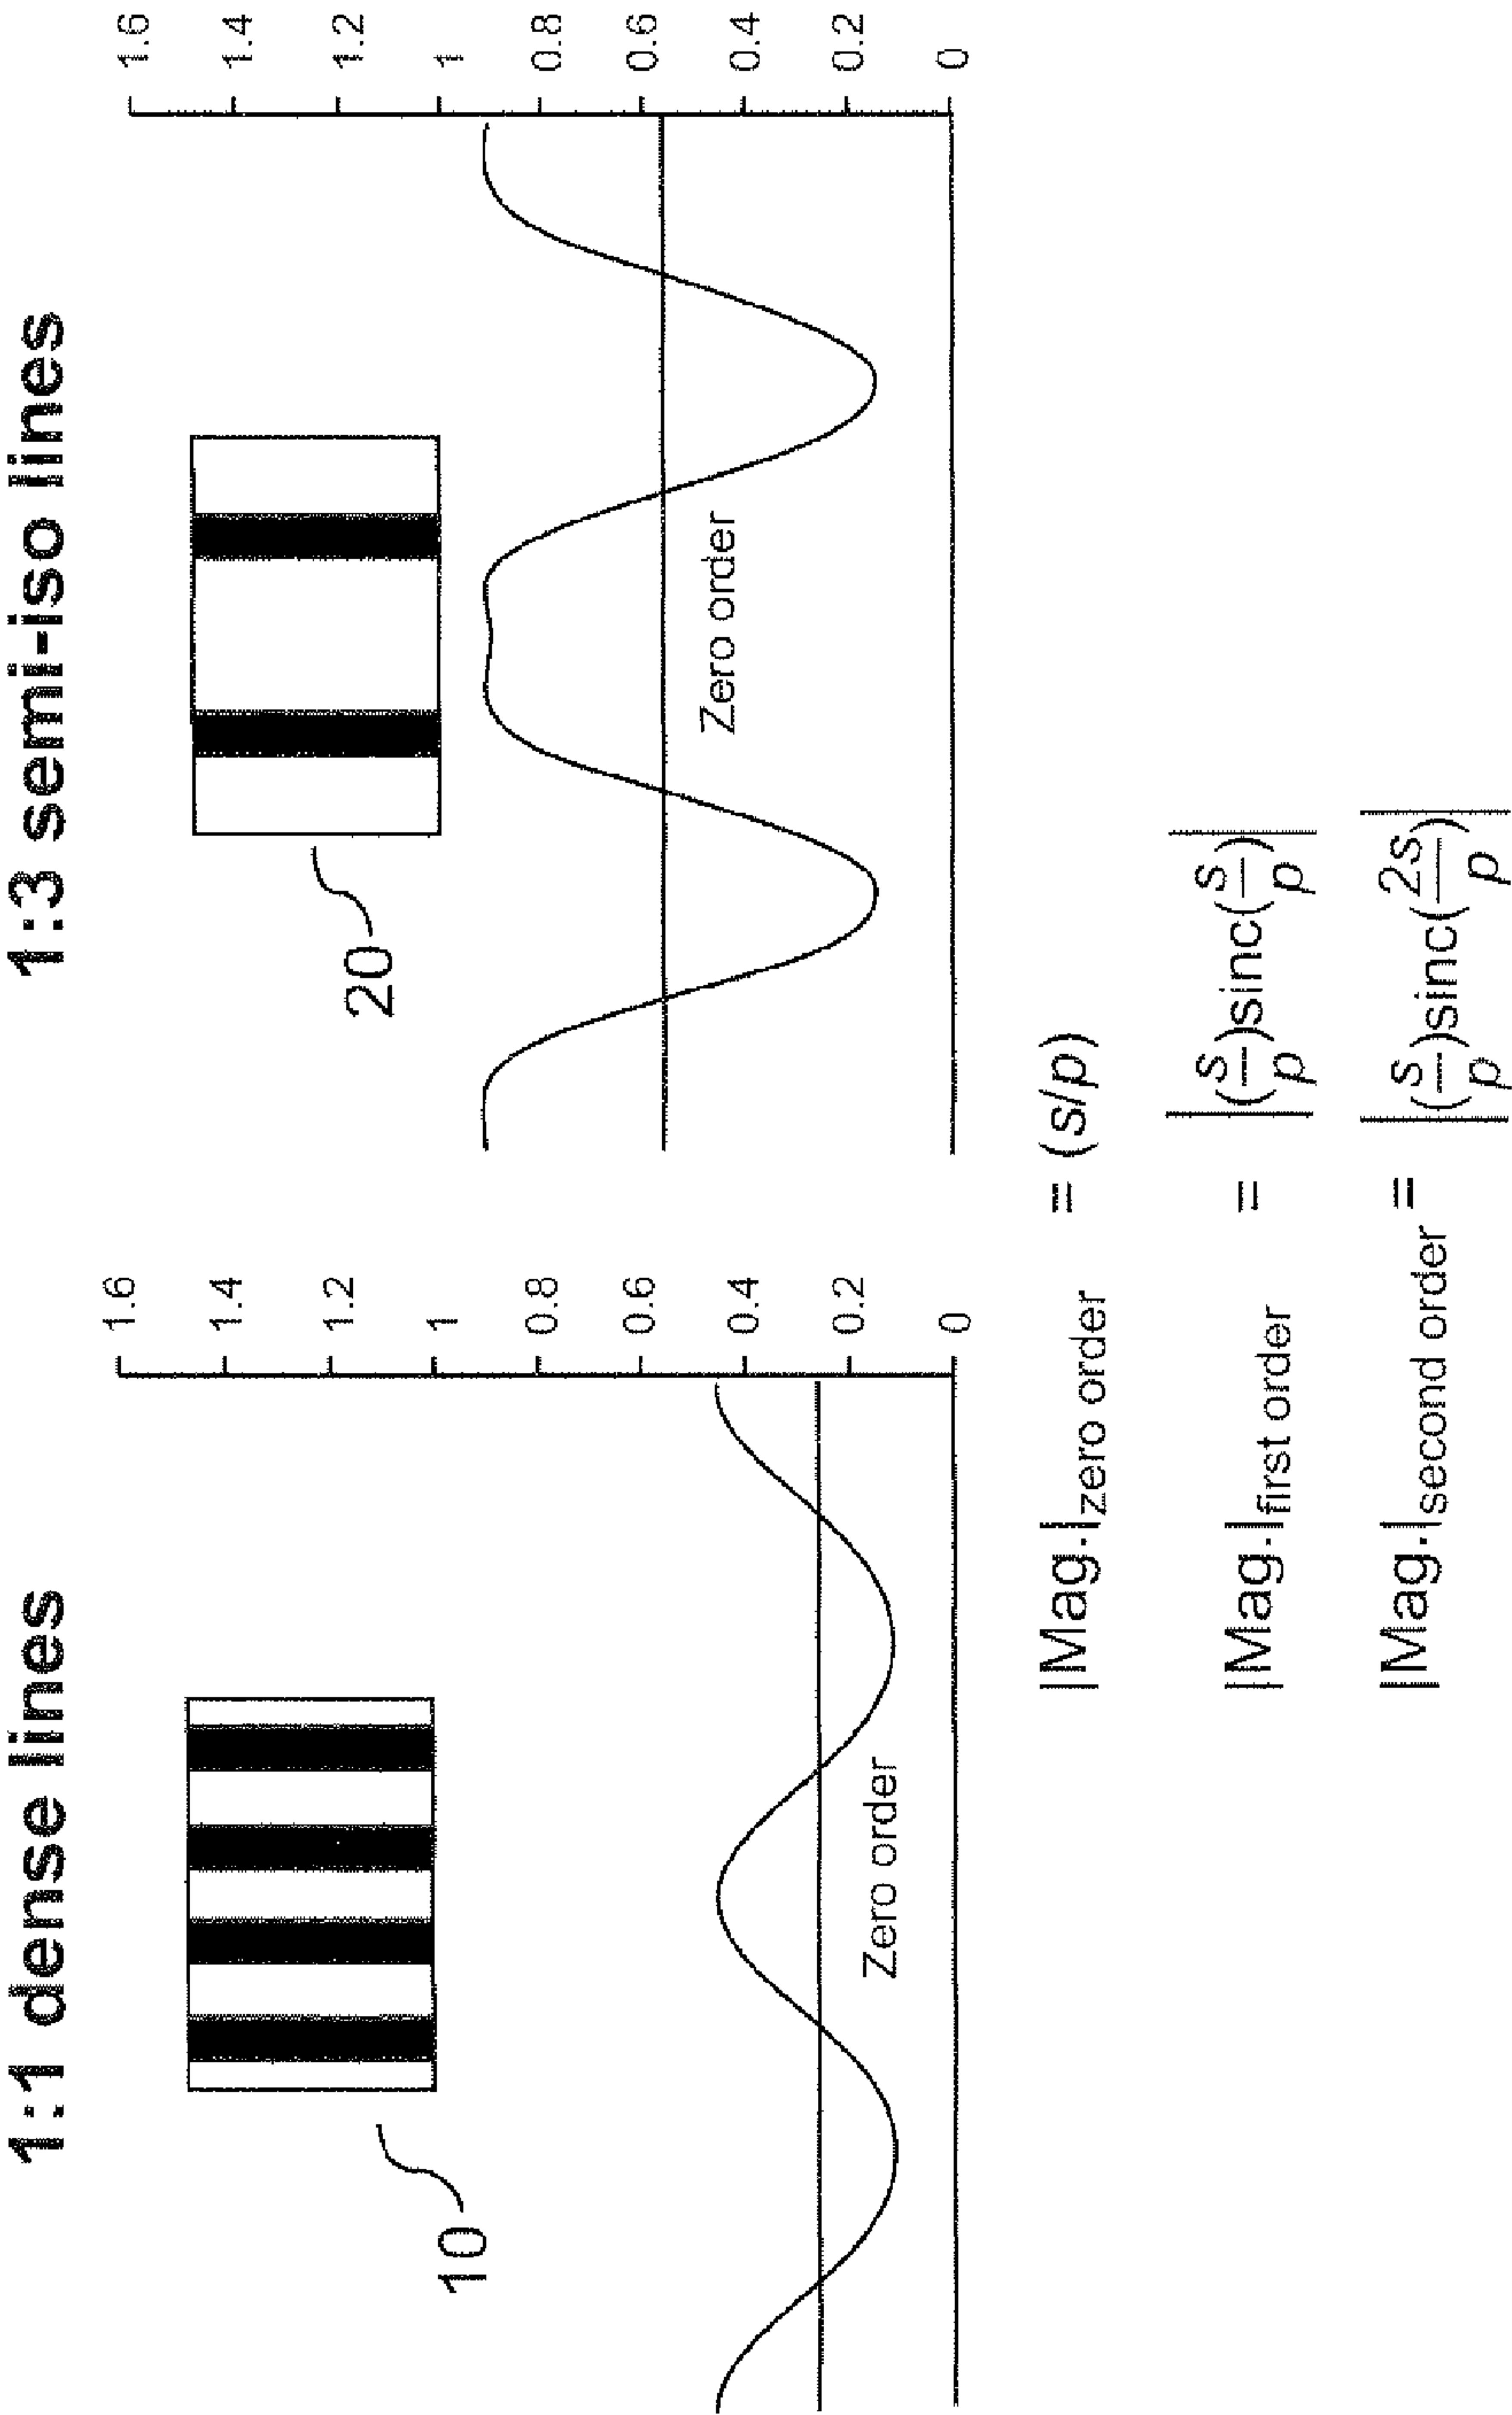 1:1 dense lines
10
1.6
1.4
1.2
1
0.8
0.6
0.4
0.2
0
Zero order
1:3 semi-iso lines
20
1.6
1.4
1.2
1
0.8
0.6
0.4
0.2
0
Zero order
|Mag.|zero order = (s/p)
|Mag.|first order = |(s/p)sinc(s/p)|
|Mag.|second order = |(s/p)sinc(2s/p)|